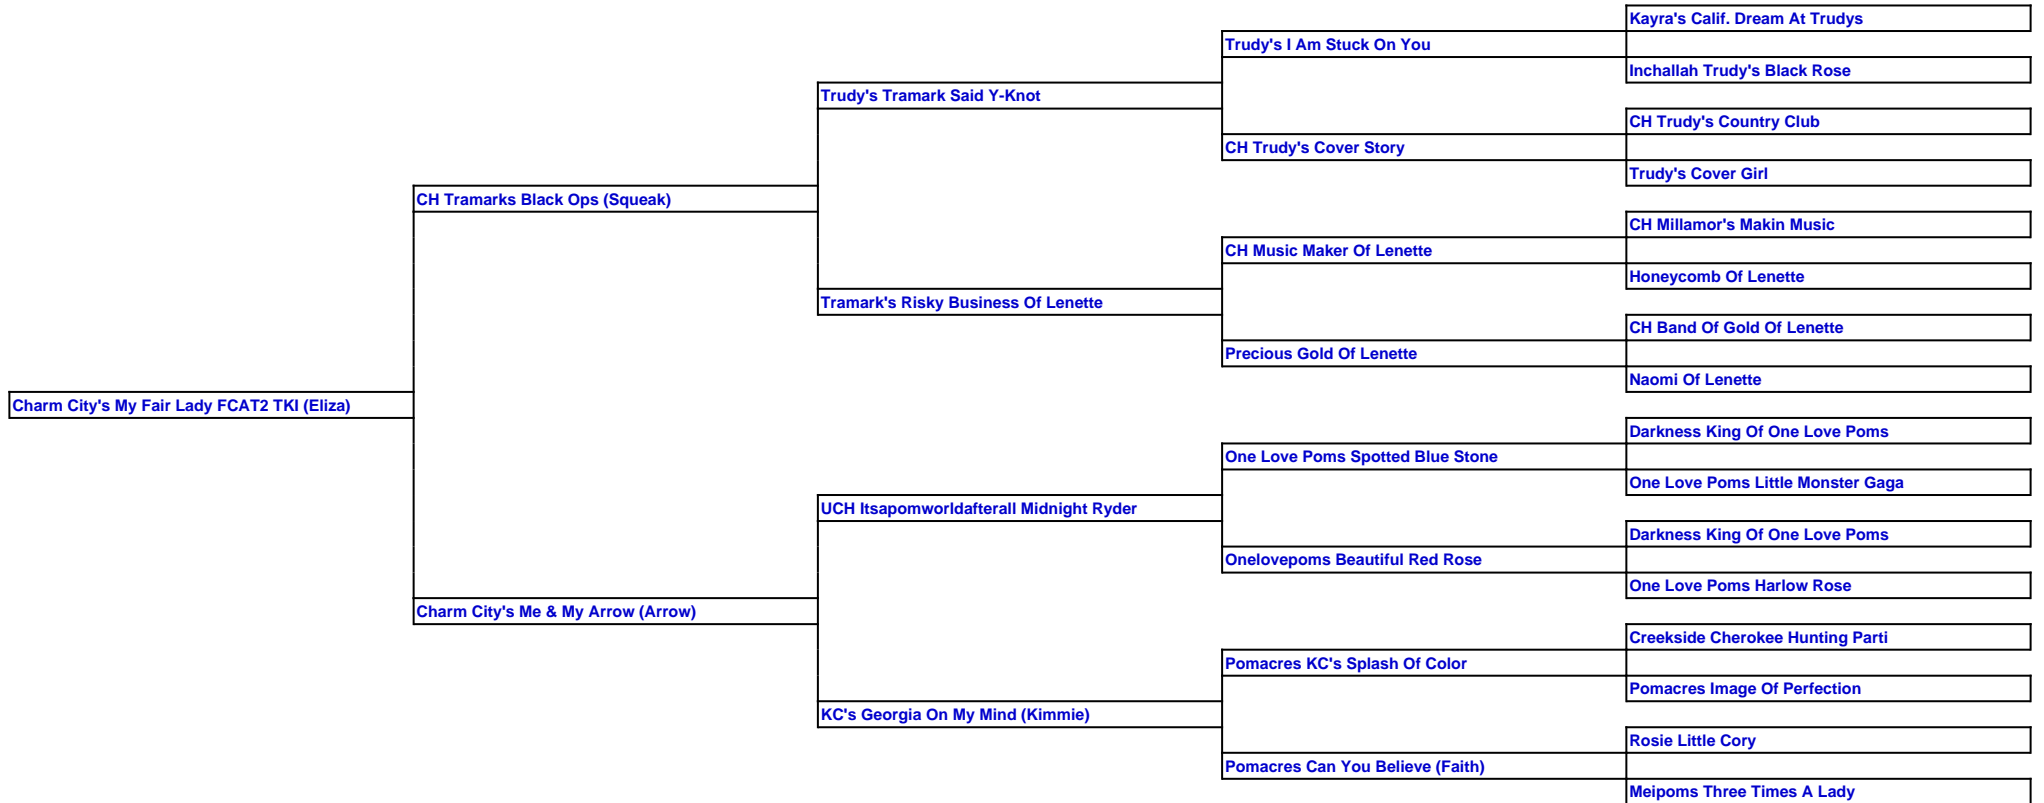 Kayra's Calif. Dream At Trudys
Trudy's I Am Stuck On You
Inchallah Trudy's Black Rose
Trudy's Tramark Said Y-Knot
CH Trudy's Country Club
CH Trudy's Cover Story
Trudy's Cover Girl
CH Tramarks Black Ops (Squeak)
CH Millamor's Makin Music
CH Music Maker Of Lenette
Honeycomb Of Lenette
Tramark's Risky Business Of Lenette
CH Band Of Gold Of Lenette
Precious Gold Of Lenette
Naomi Of Lenette
Charm City's My Fair Lady FCAT2 TKI (Eliza)
Darkness King Of One Love Poms
One Love Poms Spotted Blue Stone
One Love Poms Little Monster Gaga
UCH Itsapomworldafterall Midnight Ryder
Darkness King Of One Love Poms
Onelovepoms Beautiful Red Rose
One Love Poms Harlow Rose
Charm City's Me & My Arrow (Arrow)
Creekside Cherokee Hunting Parti
Pomacres KC's Splash Of Color
Pomacres Image Of Perfection
KC's Georgia On My Mind (Kimmie)
Rosie Little Cory
Pomacres Can You Believe (Faith)
Meipoms Three Times A Lady